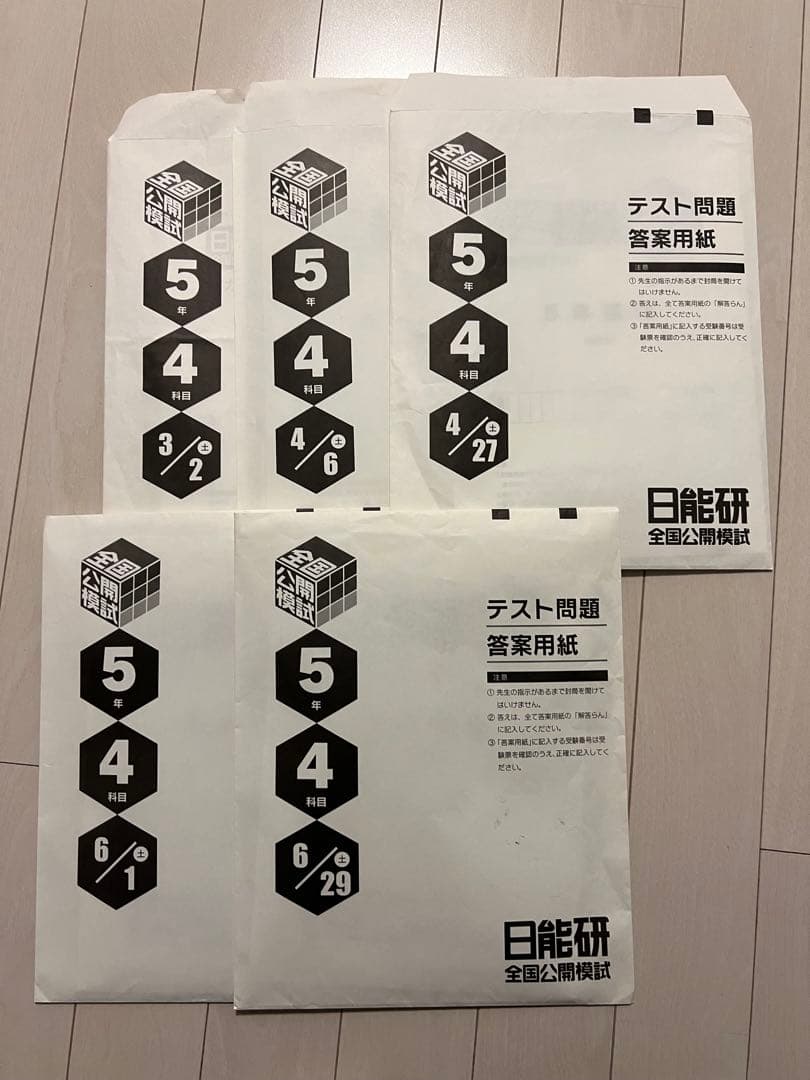 全国
公開
模試
5
年
4
科目
3/2
土
全国
公開
模試
5
年
4
科目
4/6
土
全国
公開
模試
5
年
4
科目
4/27
土
テスト問題
答案用紙
注意
① 先生の指示があるまで封筒を開けて
はいけません。
② 答えは、全て答案用紙の「解答らん」
に記入してください。
③ 「答案用紙」に記入する受験番号は受
験票を確認のうえ、正確に記入してく
ださい。
日能研
全国公開模試
全国
公開
模試
5
年
4
科目
6/1
土
全国
公開
模試
5
年
4
科目
6/29
土
テスト問題
答案用紙
注意
① 先生の指示があるまで封筒を開けて
はいけません。
② 答えは、全て答案用紙の「解答らん」
に記入してください。
③ 「答案用紙」に記入する受験番号は受
験票を確認のうえ、正確に記入してく
ださい。
日能研
全国公開模試